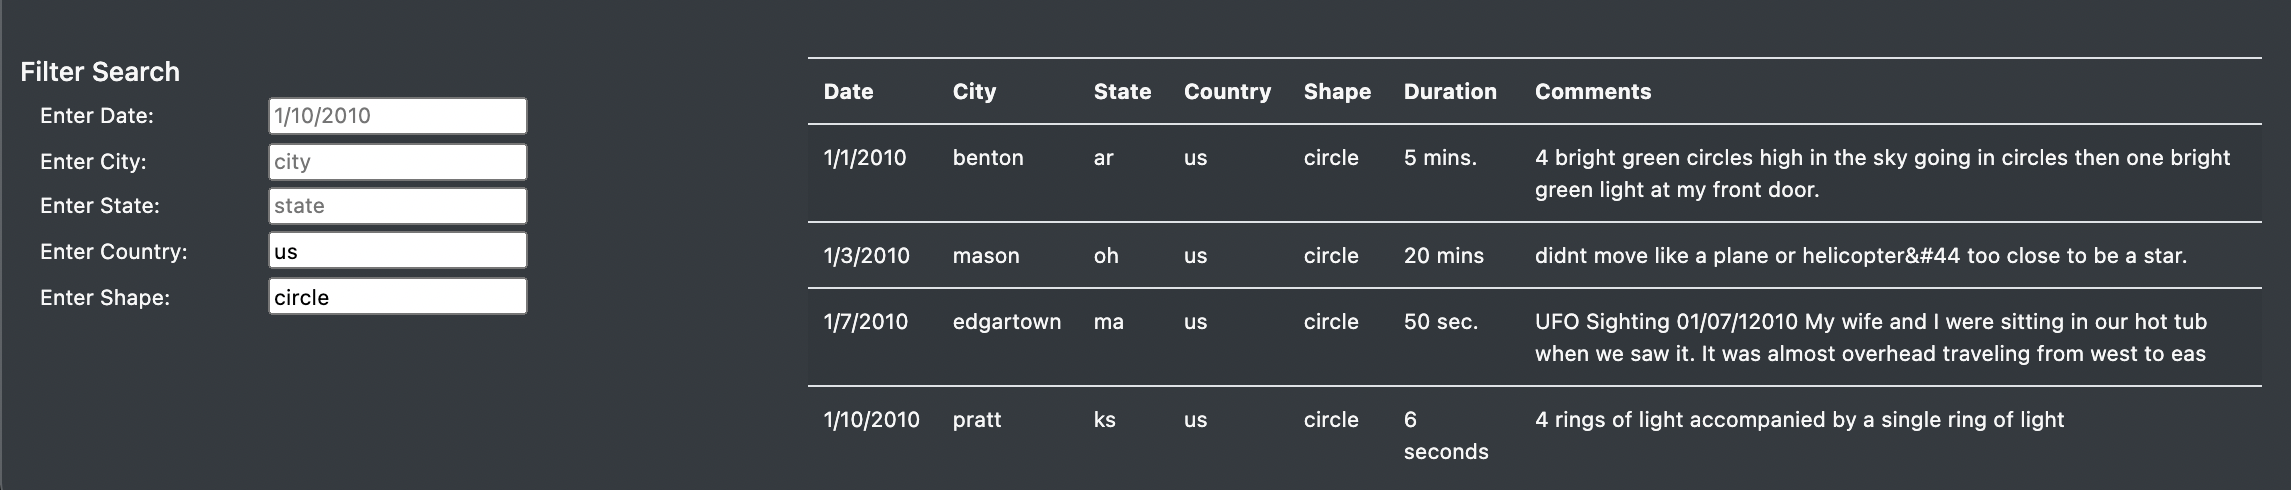 Filter Search
Enter Date: 1/10/2010
Enter City: city
Enter State: state
Enter Country: us
Enter Shape: circle
Date City State Country Shape Duration Comments
1/1/2010 benton ar us circle 5 mins. 4 bright green circles high in the sky going in circles then one bright
green light at my front door.
1/3/2010 mason oh us circle 20 mins didnt move like a plane or helicopter&#44 too close to be a star.
1/7/2010 edgartown ma us circle 50 sec. UFO Sighting 01/07/12010 My wife and I were sitting in our hot tub
when we saw it. It was almost overhead traveling from west to eas
1/10/2010 pratt ks us circle 6 4 rings of light accompanied by a single ring of light
seconds